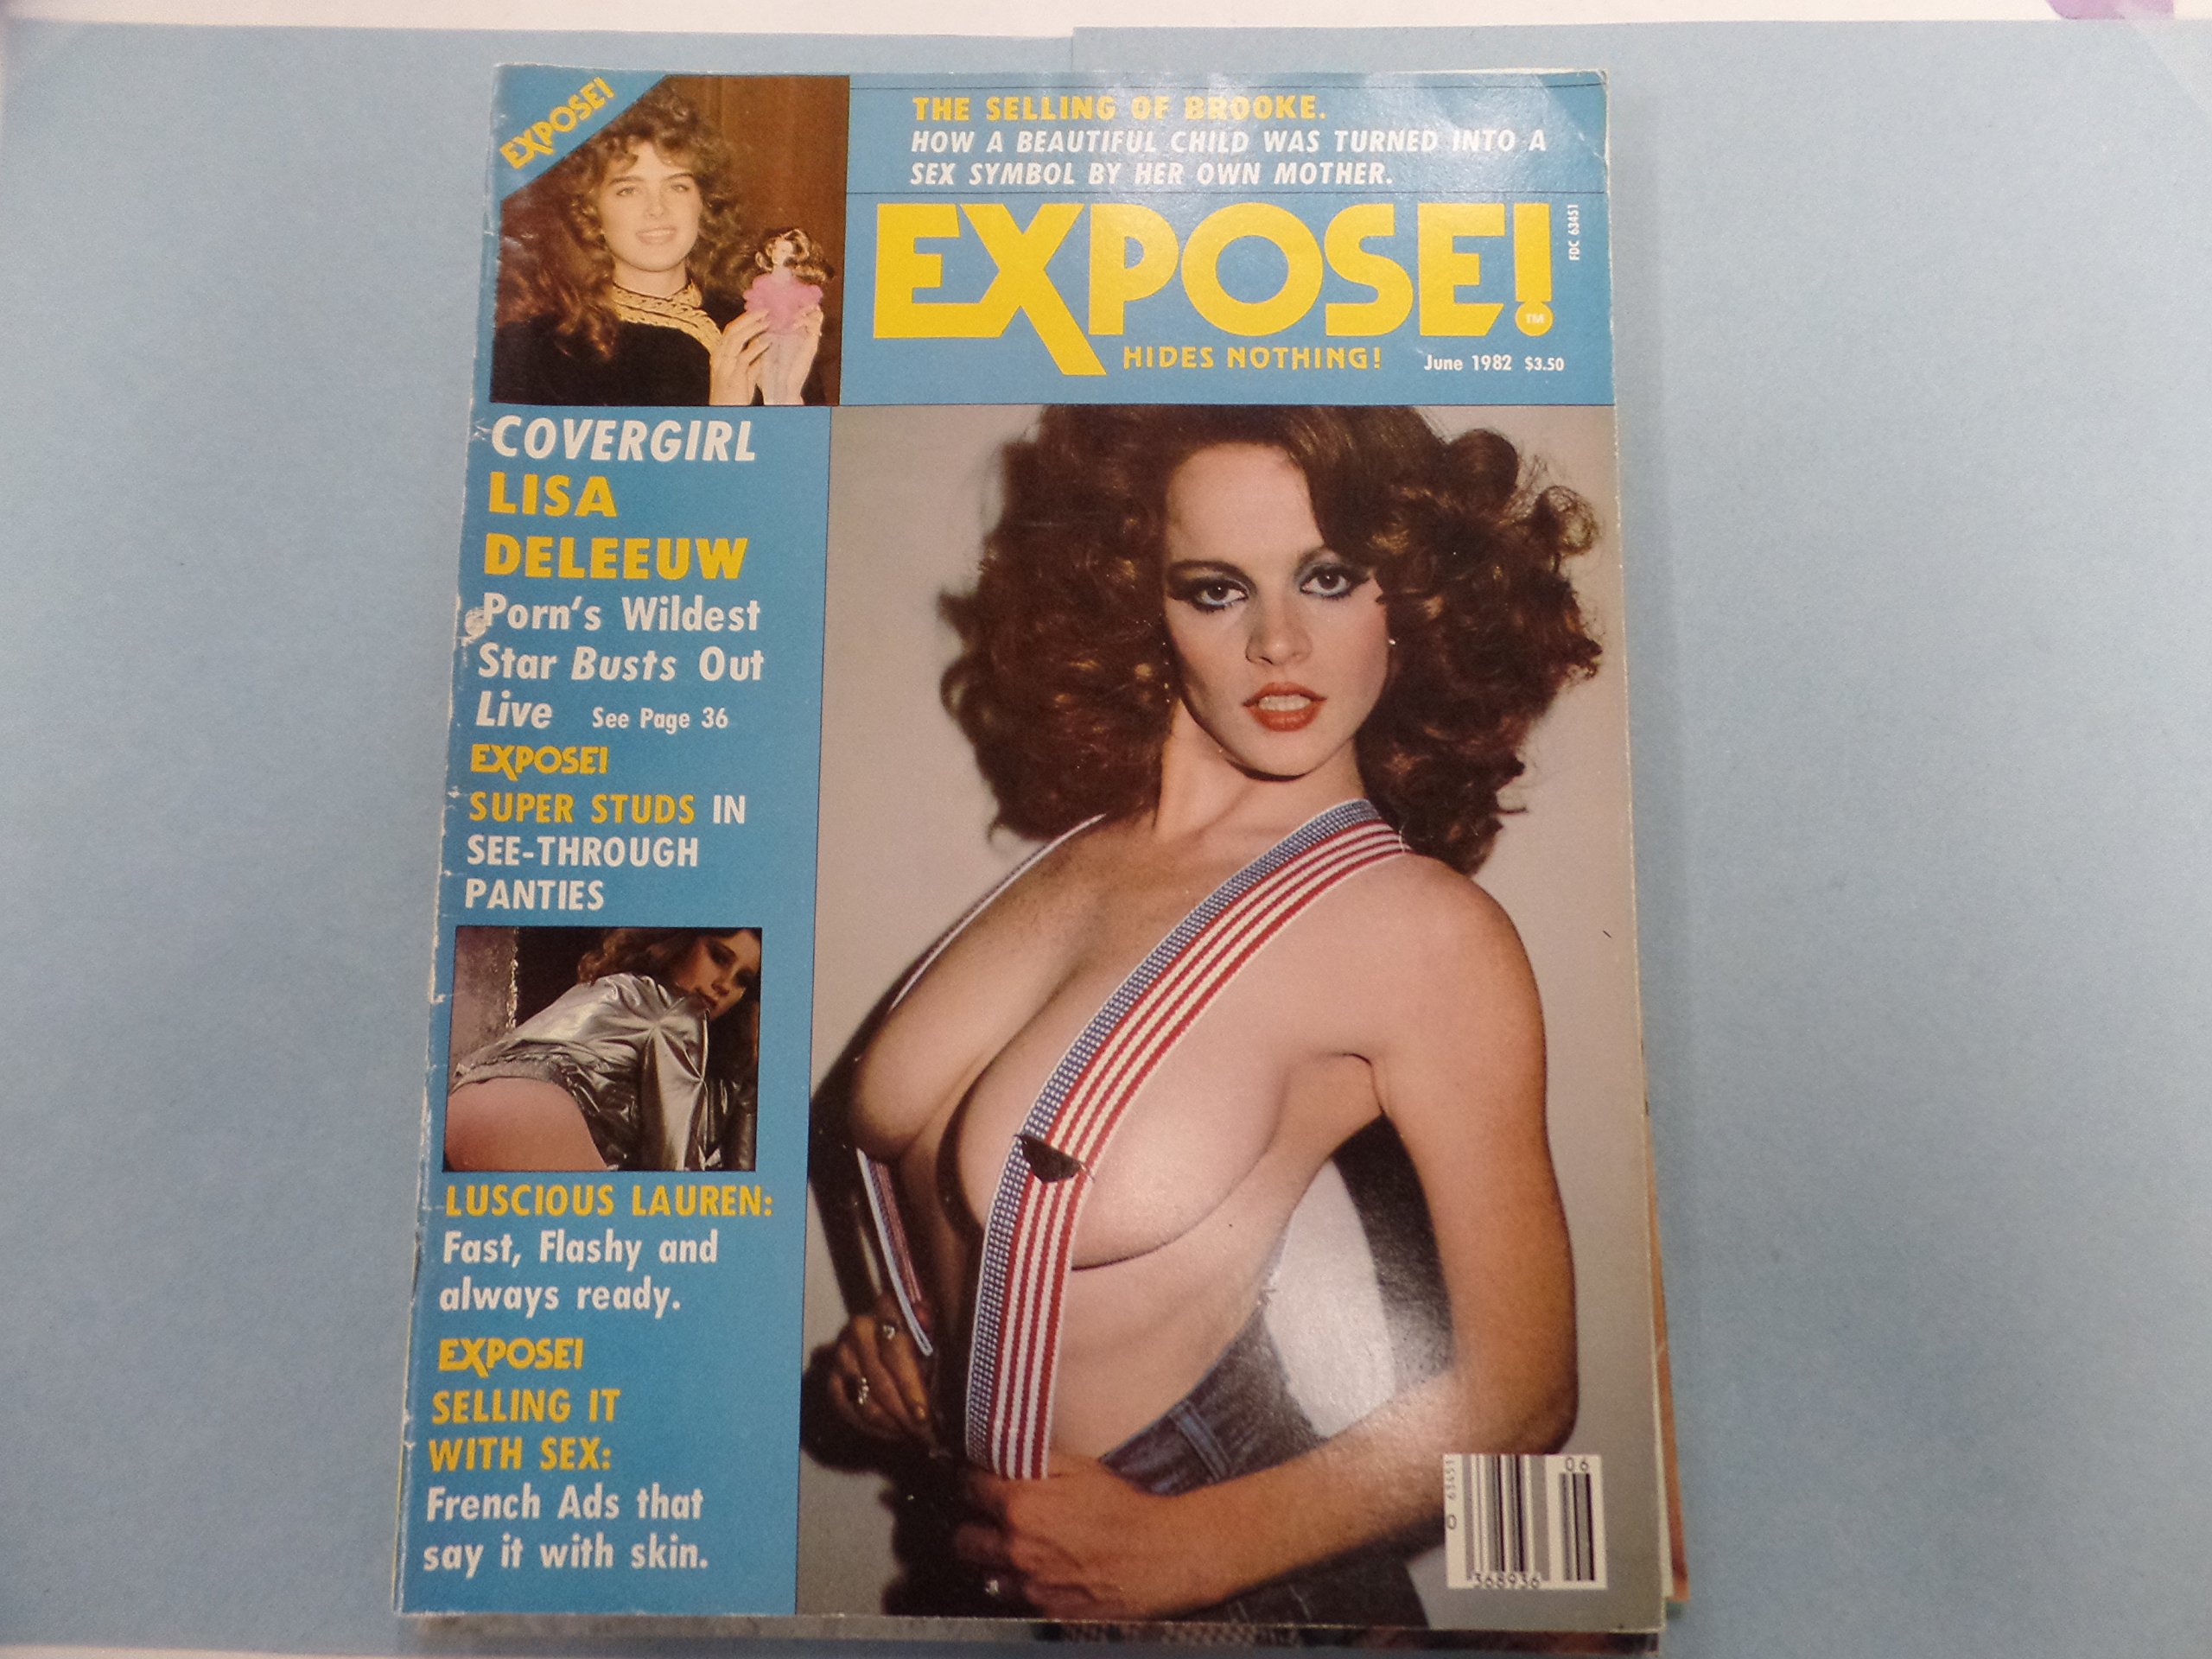 EXPOSE!
THE SELLING OF BROOKE.
HOW A BEAUTIFUL CHILD WAS TURNED INTO A
SEX SYMBOL BY HER OWN MOTHER.
EXPOSE!
TM
HIDES NOTHING!
June 1982 $3.50
FDC 63451
COVERGIRL
LISA
DELEEUW
Porn's Wildest
Star Busts Out
Live See Page 36
EXPOSE!
SUPER STUDS IN
SEE-THROUGH
PANTIES
LUSCIOUS LAUREN:
Fast, Flashy and
always ready.
EXPOSE!
SELLING IT
WITH SEX:
French Ads that
say it with skin.
06
0 63451
368936